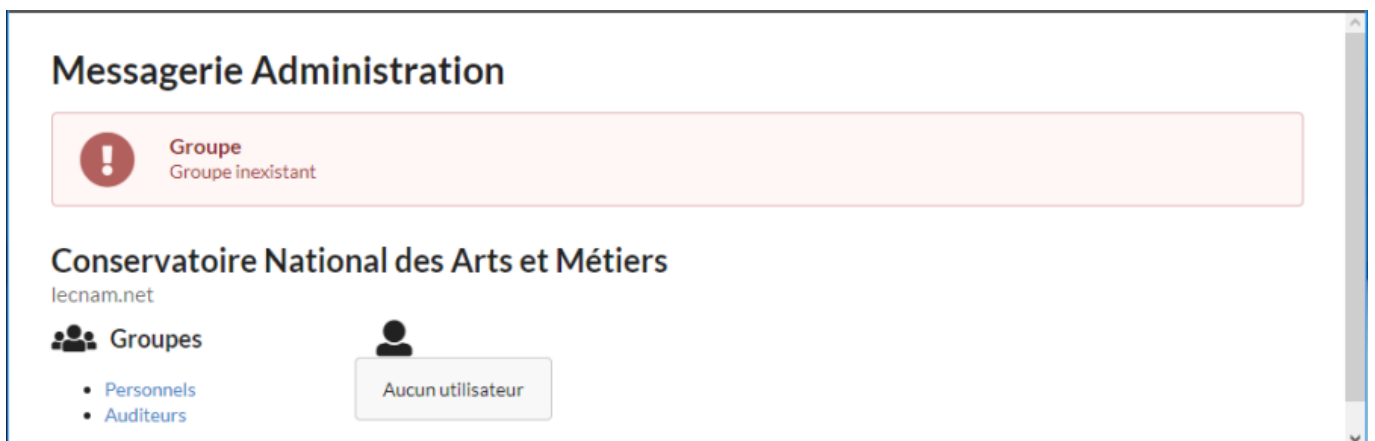 Messagerie Administration
Groupe
Groupe inexistant
Conservatoire National des Arts et Métiers
lecnam.net
Groupes
Personnels
Auditeurs
Aucun utilisateur